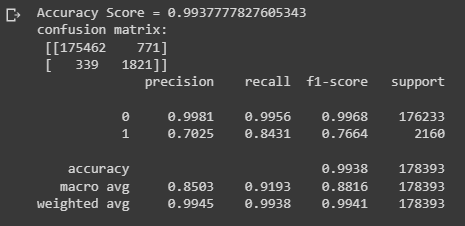 Accuracy Score = 0.9937777827605343
confusion matrix:
[[175462 771]
[ 339 1821]]
precision recall f1-score support
0 0.9981 0.9956 0.9968 176233
1 0.7025 0.8431 0.7664 2160
accuracy 0.9938 178393
macro avg 0.8503 0.9193 0.8816 178393
weighted avg 0.9945 0.9938 0.9941 178393